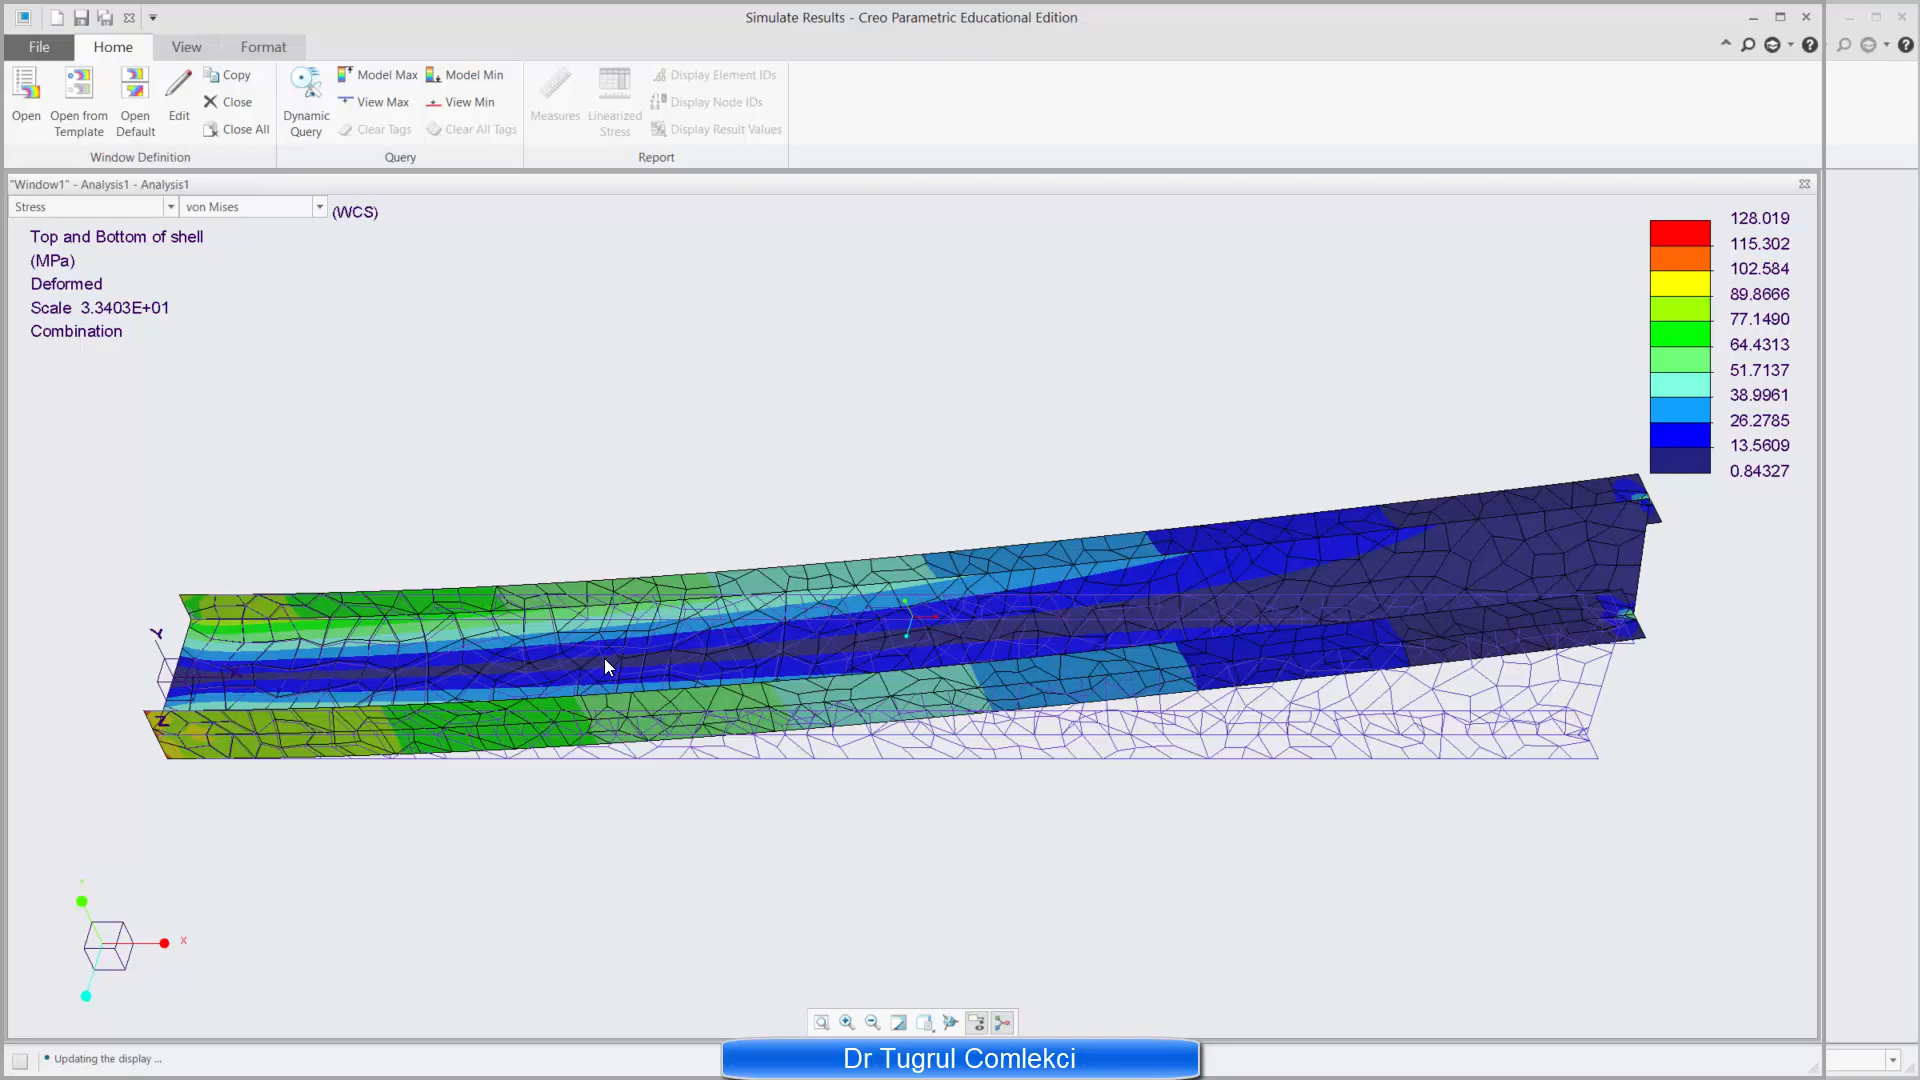 Simulate Results - Creo Parametric Educational Edition
File
Home
View
Format
Open
Open from Template
Open Default
Edit
Copy
Close
Close All
Window Definition
Dynamic Query
Model Max
View Max
Clear Tags
Model Min
View Min
Clear All Tags
Query
Measures
Linearized Stress
Display Element IDs
Display Node IDs
Display Result Values
Report
"Window1" - Analysis1 - Analysis1
Stress
von Mises
(WCS)
Top and Bottom of shell
(MPa)
Deformed
Scale 3.3403E+01
Combination
128.019
115.302
102.584
89.8666
77.1490
64.4313
51.7137
38.9961
26.2785
13.5609
0.84327
Y
Z
X
Updating the display ...
Dr Tugrul Comlekci